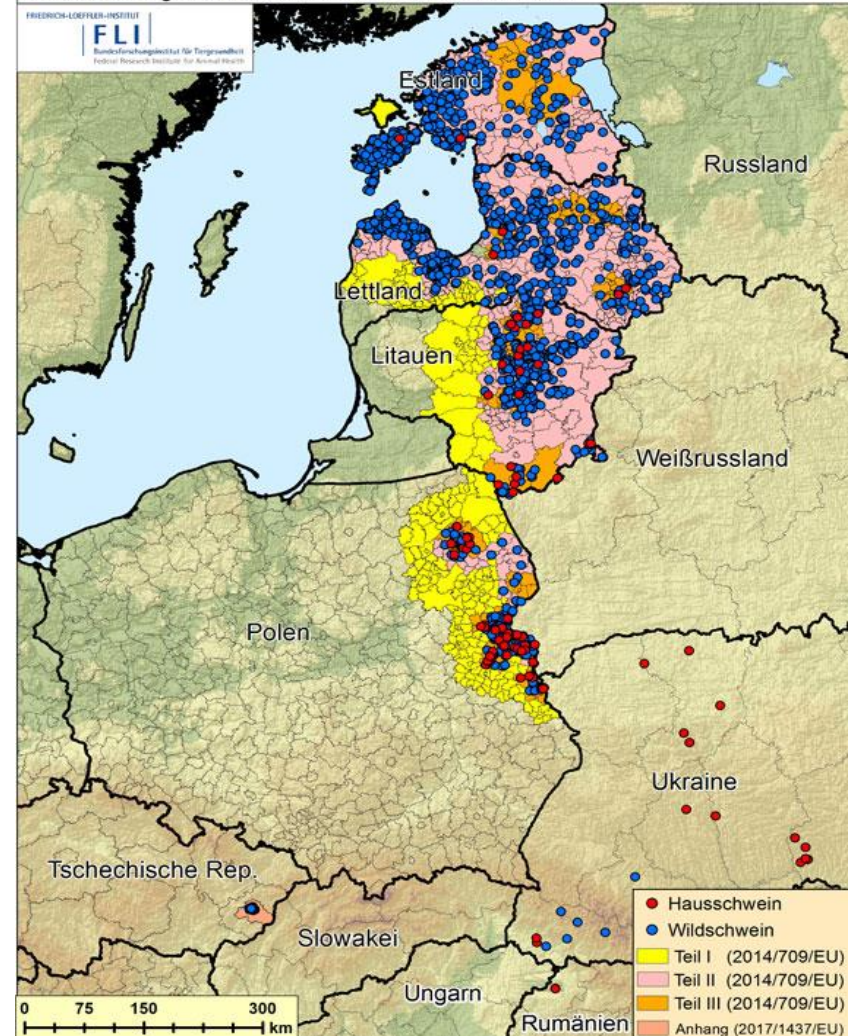 FRIEDRICH-LOEFFLER-INSTITUT
FLI
Bundesforschungsinstitut für Tiergesundheit
Federal Research Institute for Animal Health
Estland
Russland
Lettland
Litauen
Weißrussland
Polen
Ukraine
Tschechische Rep.
Slowakei
Ungarn
Rumänien
Hausschwein
Wildschwein
Teil I (2014/709/EU)
Teil II (2014/709/EU)
Teil III (2014/709/EU)
Anhang (2017/1437/EU)
0 75 150 300
km